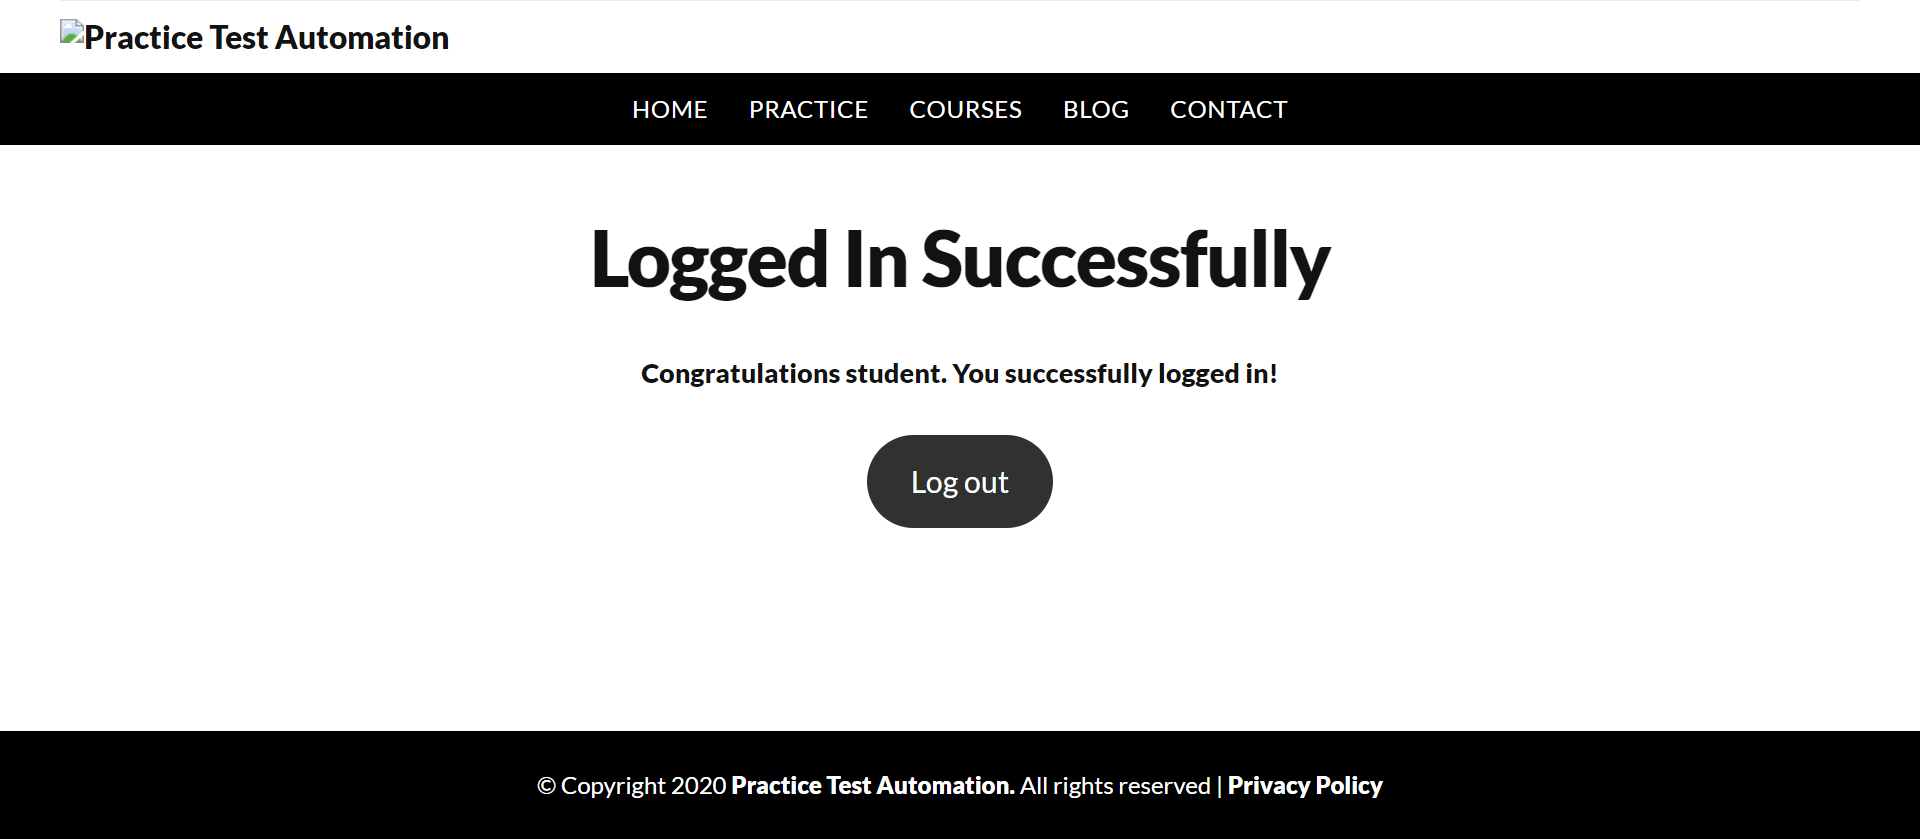 Practice Test Automation
HOME PRACTICE COURSES BLOG CONTACT
Logged In Successfully
Congratulations student. You successfully logged in!
Log out
© Copyright 2020 Practice Test Automation. All rights reserved | Privacy Policy